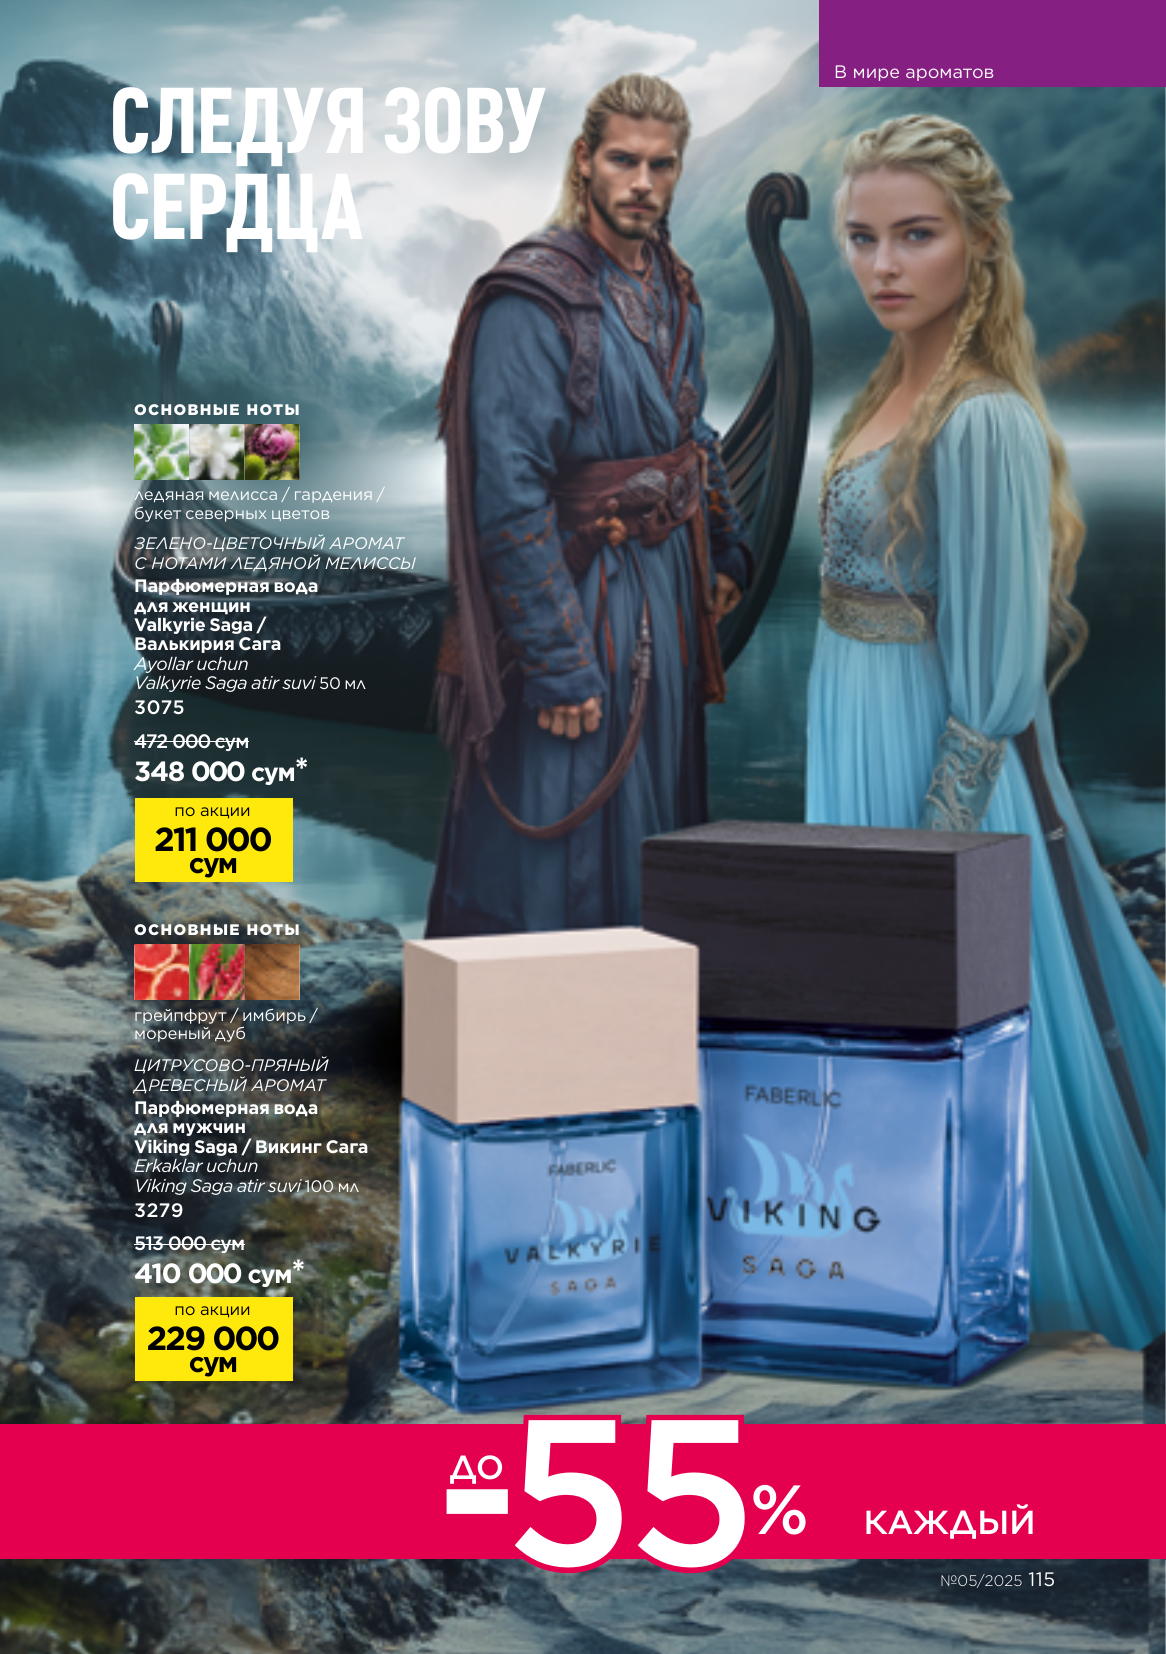 В мире ароматов
СЛЕДУЯ ЗОВУ
СЕРДЦА
ОСНОВНЫЕ НОТЫ
ледяная мелисса / гардения /
букет северных цветов
ЗЕЛЕНО-ЦВЕТОЧНЫЙ АРОМАТ
С НОТАМИ ЛЕДЯНОЙ МЕЛИССЫ
Парфюмерная вода
для женщин
Valkyrie Saga /
Валькирия Сага
Ayollar uchun
Valkyrie Saga atir suvi 50 мл
3075
472 000 сум
348 000 сум*
по акции
211 000
сум
ОСНОВНЫЕ НОТЫ
грейпфрут / имбирь /
мореный дуб
ЦИТРУСОВО-ПРЯНЫЙ
ДРЕВЕСНЫЙ АРОМАТ
Парфюмерная вода
для мужчин
Viking Saga / Викинг Сага
Erkaklar uchun
Viking Saga atir suvi 100 мл
3279
513 000 сум
410 000 сум*
по акции
229 000
сум
FABERLIC
VALKYRIE
SAGA
FABERLIC
VIKING
SAGA
ДО
-55%
КАЖДЫЙ
№05/2025 115